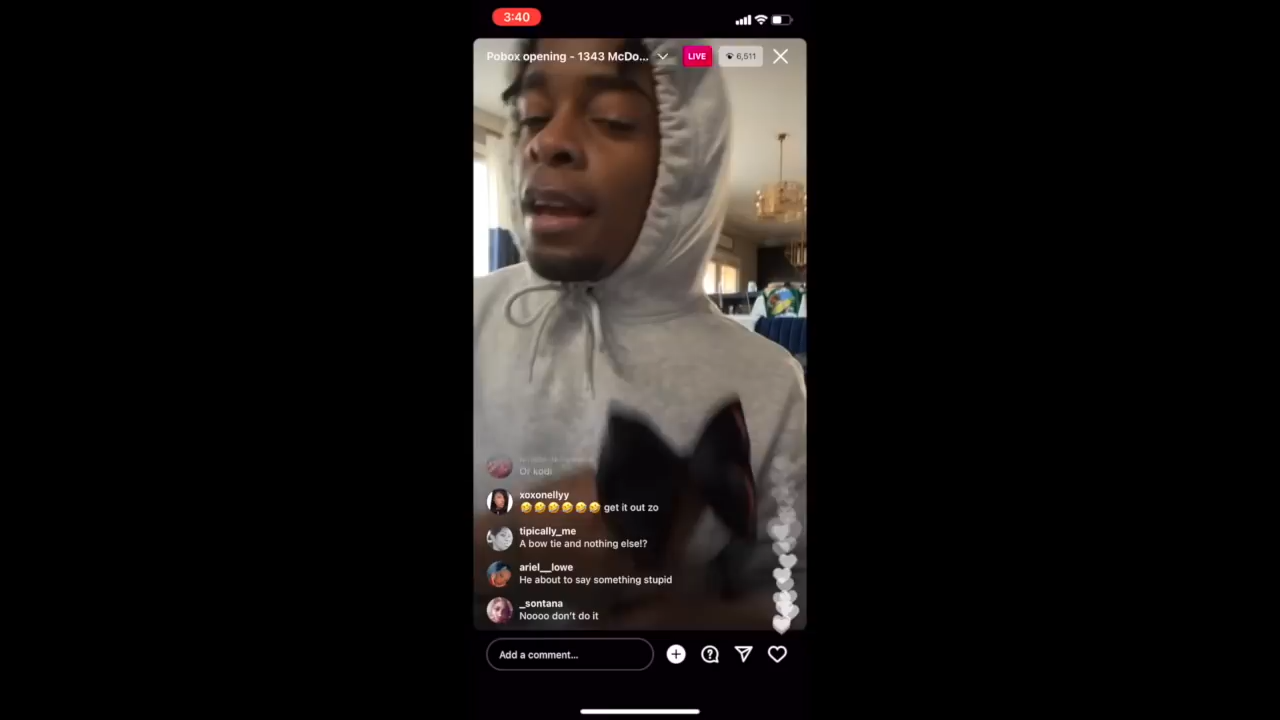 3:40
Pobox opening - 1343 McDo...
LIVE
6,511
Of kodi
xoxonellyy
🤣🤣🤣🤣🤣🤣 get it out zo
tipically_me
A bow tie and nothing else!?
ariel__lowe
He about to say something stupid
_sontana
Noooo don't do it
Add a comment...